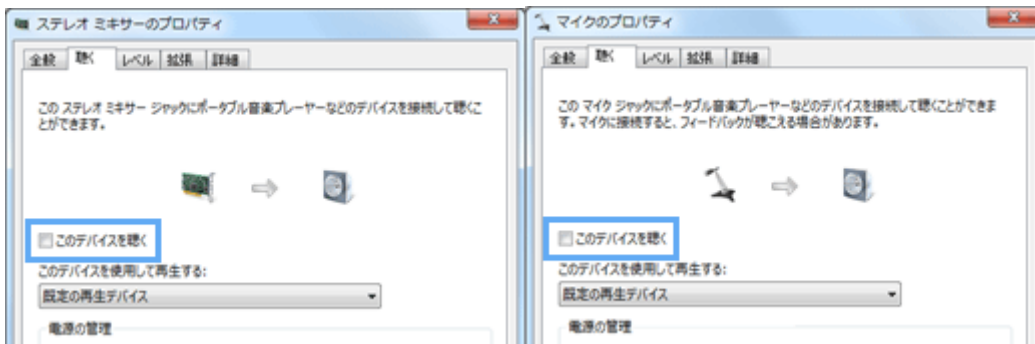 ステレオ ミキサーのプロパティ
全般 聴く レベル 拡張 詳細
この ステレオ ミキサー ジャックにポータブル音楽プレーヤーなどのデバイスを接続して聴くこ
とができます。
このデバイスを聴く
このデバイスを使用して再生する:
既定の再生デバイス
電源の管理
マイクのプロパティ
全般 聴く レベル 拡張 詳細
この マイク ジャックにポータブル音楽プレーヤーなどのデバイスを接続して聴くことができま
す。マイクに接続すると、フィードバックが聴こえる場合があります。
このデバイスを聴く
このデバイスを使用して再生する:
既定の再生デバイス
電源の管理